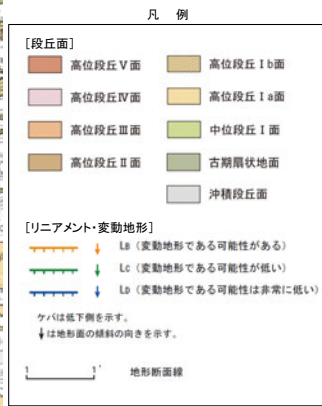 凡 例
[段丘面]
高位段丘Ⅴ面
高位段丘Ⅰb面
高位段丘Ⅳ面
高位段丘Ⅰa面
高位段丘Ⅲ面
中位段丘Ⅰ面
高位段丘Ⅱ面
古期扇状地面
沖積段丘面
[リニアメント・変動地形]
LB (変動地形である可能性がある)
LC (変動地形である可能性が低い)
LD (変動地形である可能性は非常に低い)
ケバは低下側を示す。
↓は地形面の傾斜の向きを示す。
1 1' 地形断面線